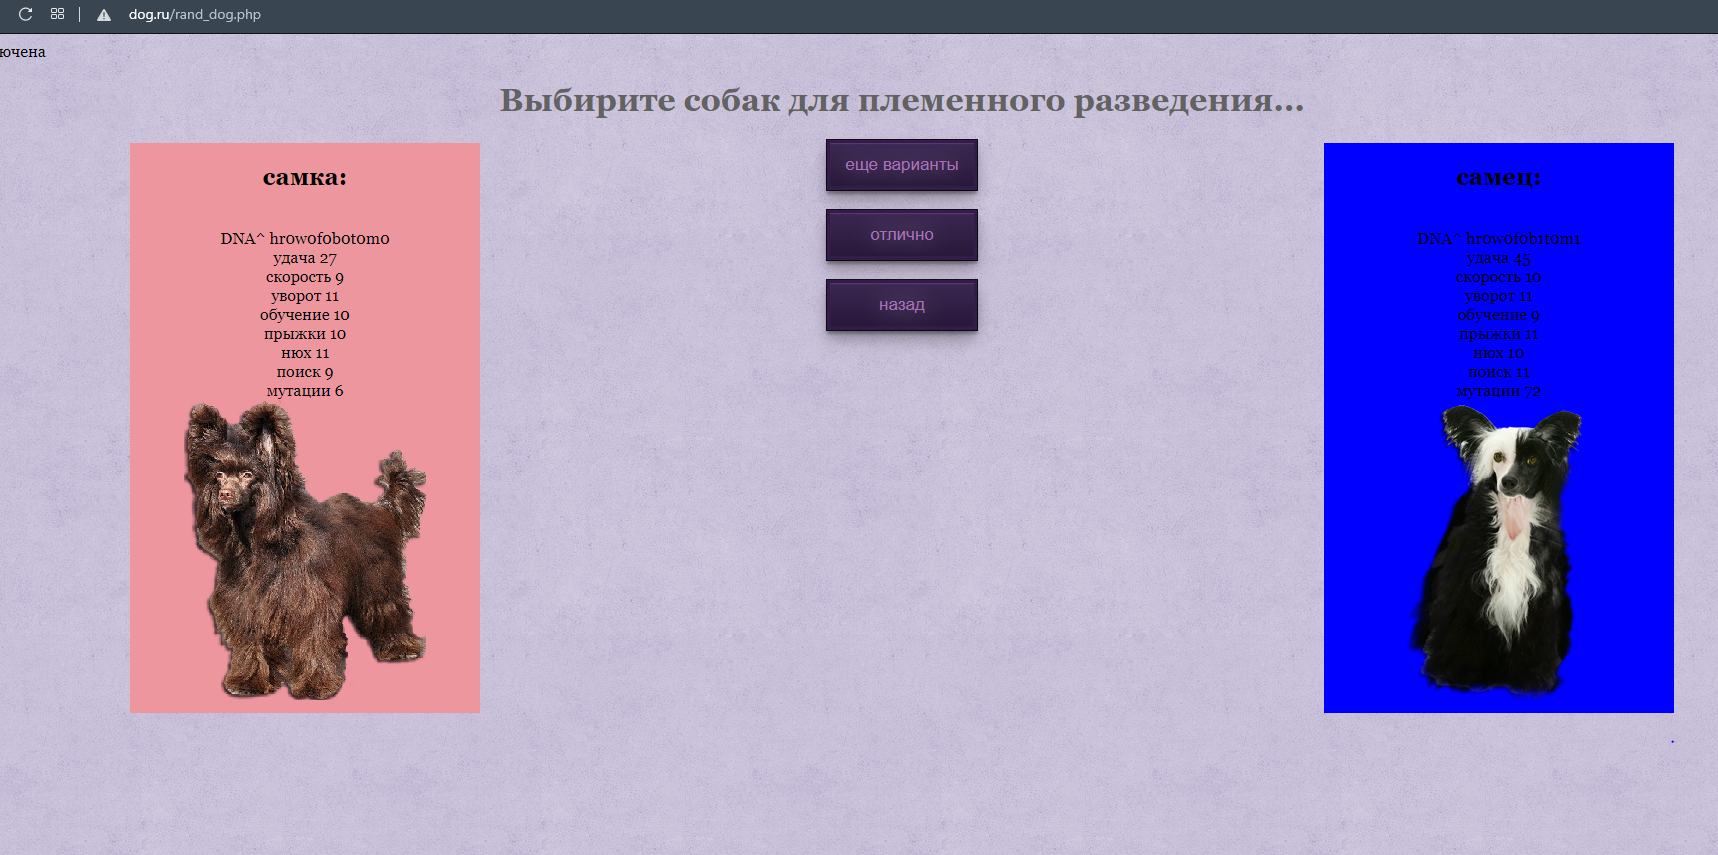 dog.ru/rand_dog.php
ючена
Выбирите собак для племенного разведения...
самка:
DNA^ hrowofobotomo
удача 27
скорость 9
уворот 11
обучение 10
прыжки 10
нюх 11
поиск 9
мутации 6
еще варианты
отлично
назад
самец:
DNA^ hrowofob1tom1
удача 45
скорость 10
уворот 11
обучение 9
прыжки 11
нюх 10
поиск 11
мутации 72